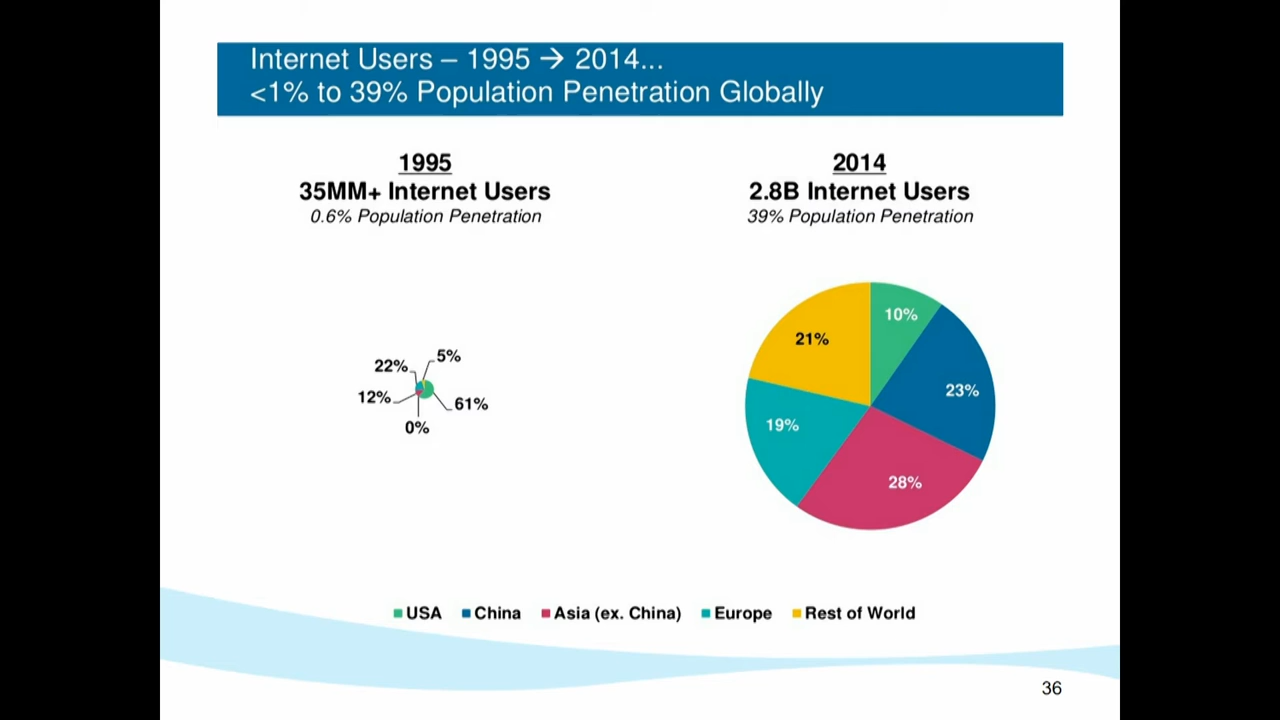 Internet Users – 1995 → 2014...
<1% to 39% Population Penetration Globally
1995
35MM+ Internet Users
0.6% Population Penetration
2014
2.8B Internet Users
39% Population Penetration
22%
5%
12%
61%
0%
10%
21%
23%
19%
28%
USA China Asia (ex. China) Europe Rest of World
36